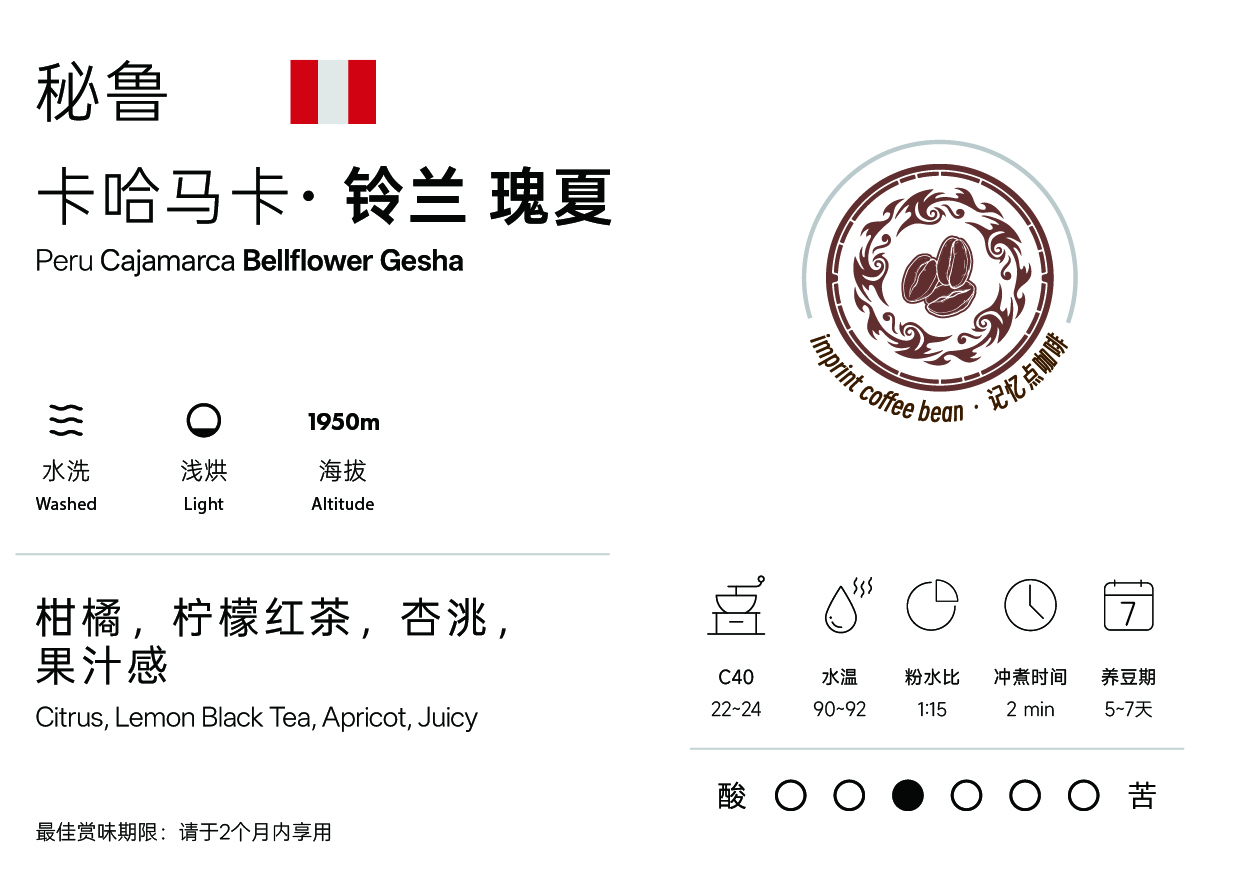 秘鲁
卡哈马卡· 铃兰 瑰夏
Peru Cajamarca Bellflower Gesha
1950m
水洗 浅烘 海拔
Washed Light Altitude
柑橘，柠檬红茶，杏洮，
果汁感
Citrus, Lemon Black Tea, Apricot, Juicy
最佳赏味期限：请于2个月内享用
imprint coffee bean · 记忆点咖啡
7
C40 水温 粉水比 冲煮时间 养豆期
22~24 90~92 1:15 2 min 5~7天
酸 苦